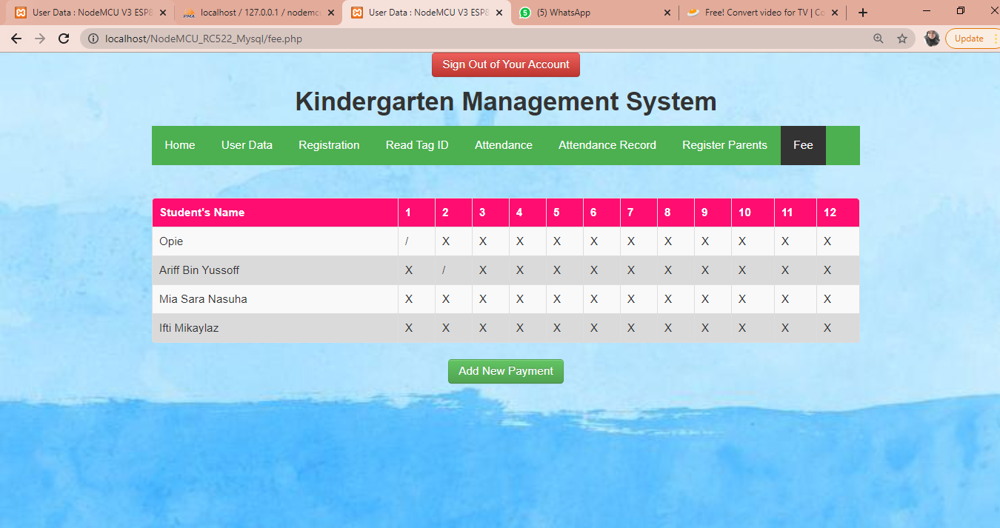 User Data : NodeMCU V3 ESP8
localhost / 127.0.0.1 / nodemc
User Data : NodeMCU V3 ESP8
5 (5) WhatsApp
Free! Convert video for TV | Co
localhost/NodeMCU_RC522_Mysql/fee.php
Update
Sign Out of Your Account
Kindergarten Management System
Home User Data Registration Read Tag ID Attendance Attendance Record Register Parents Fee
Student's Name 1 2 3 4 5 6 7 8 9 10 11 12
Opie / X X X X X X X X X X X
Ariff Bin Yussoff X / X X X X X X X X X X
Mia Sara Nasuha X X X X X X X X X X X X
Ifti Mikaylaz X X X X X X X X X X X X
Add New Payment